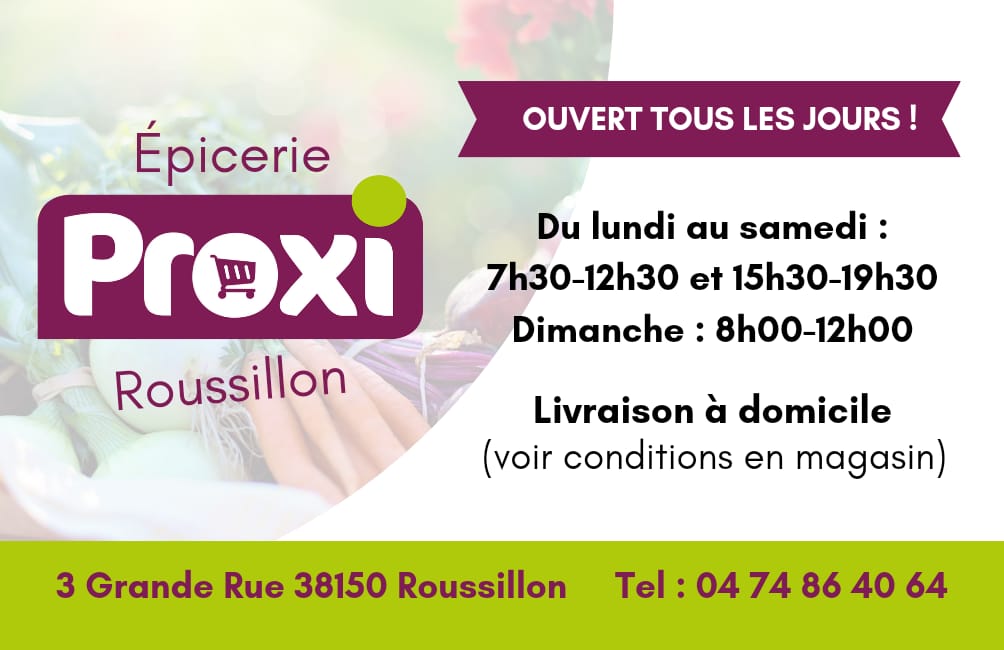 Épicerie
Proxi
Roussillon
OUVERT TOUS LES JOURS !
Du lundi au samedi :
7h30-12h30 et 15h30-19h30
Dimanche : 8h00-12h00
Livraison à domicile
(voir conditions en magasin)
3 Grande Rue 38150 Roussillon Tel : 04 74 86 40 64